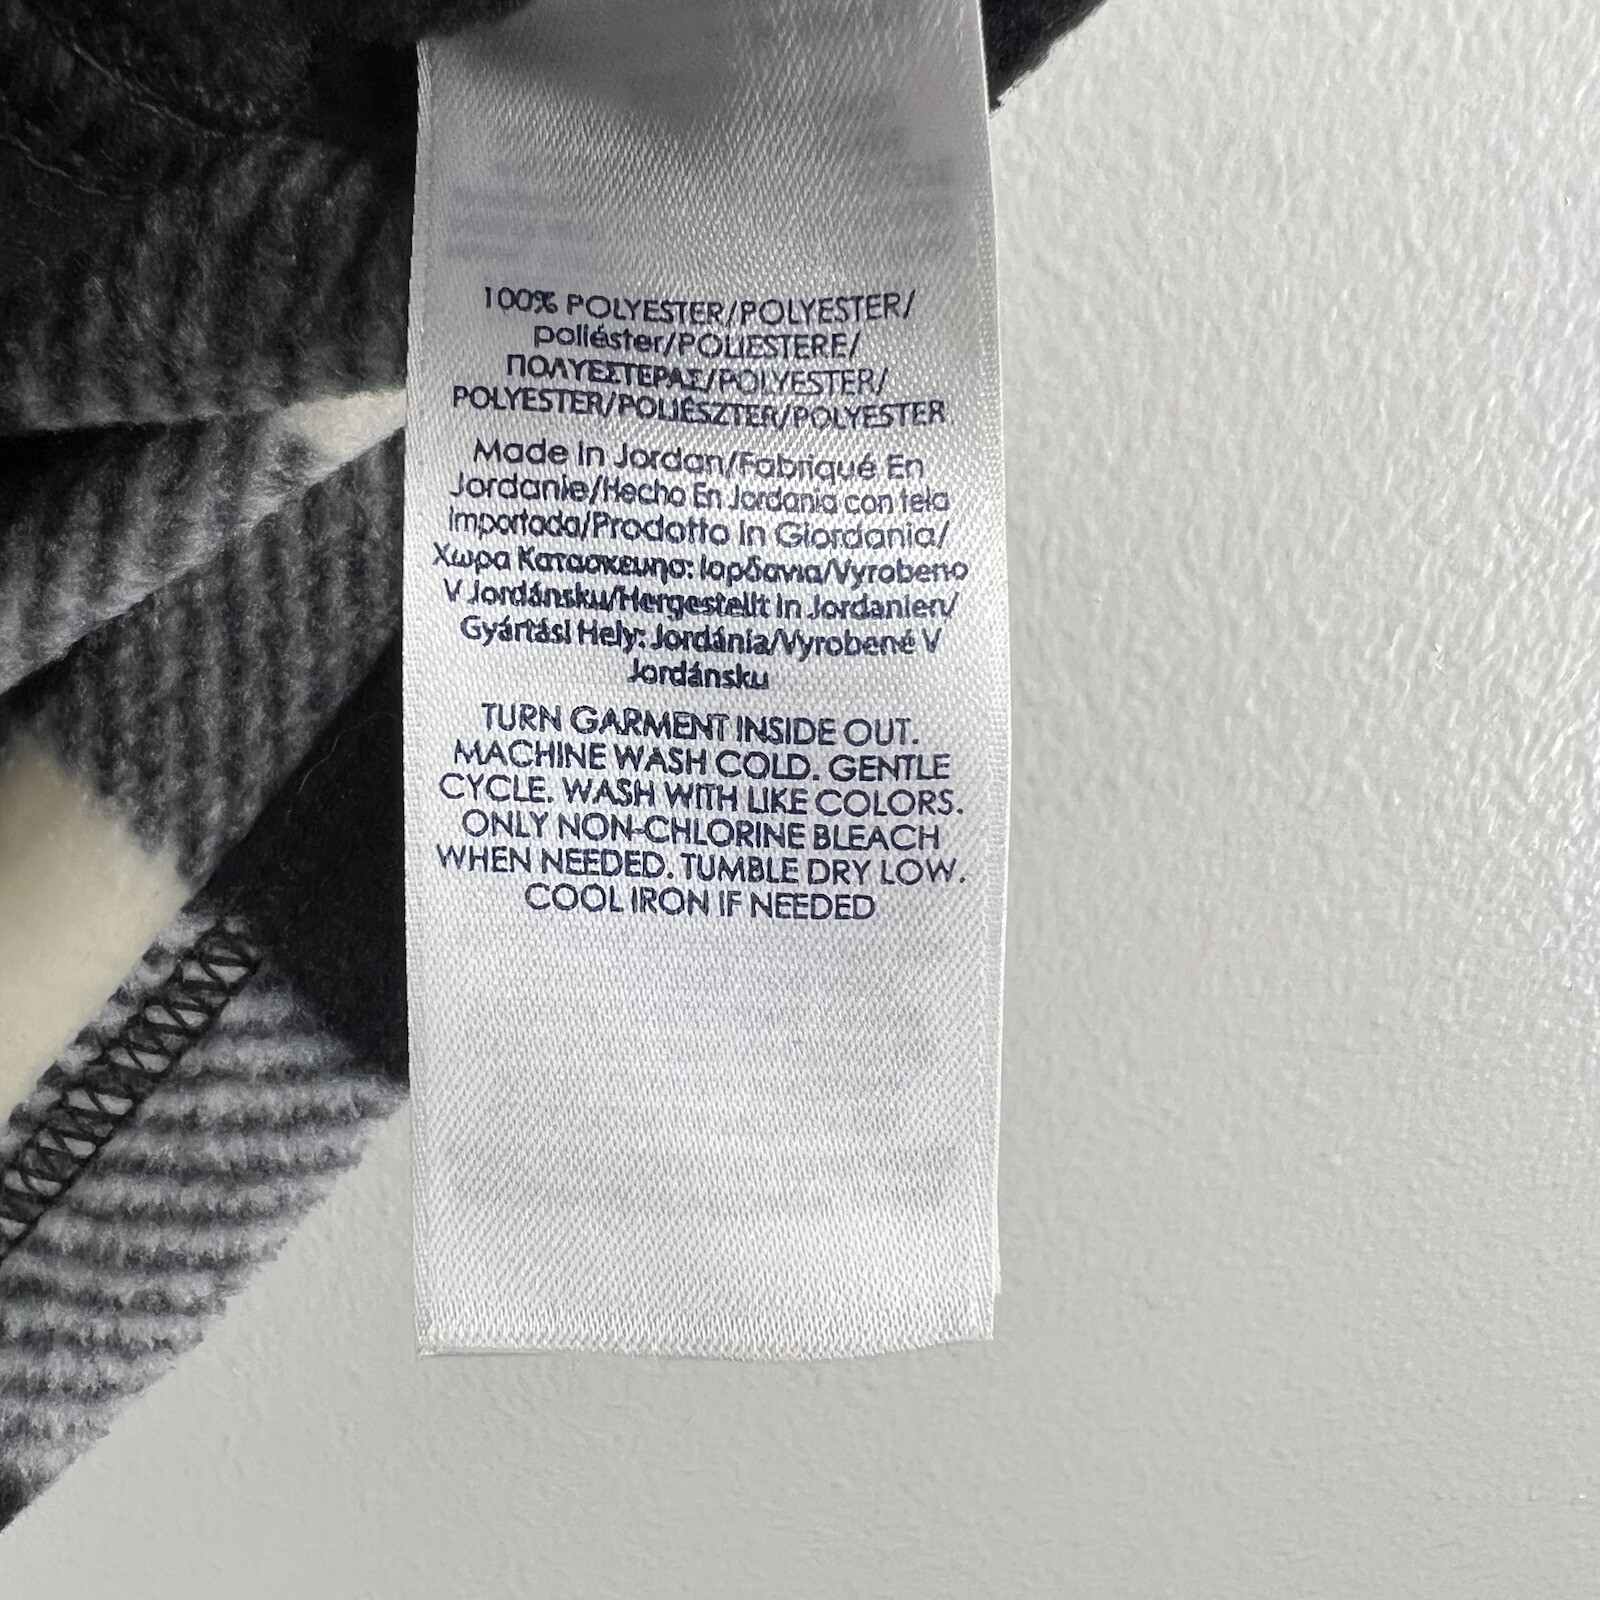 100% POLYESTER/POLYESTER/
poliéster/POLIESTERE/
ΠΟΛΥΕΣΤΕΡΑΣ/POLYESTER/
POLYESTER/POLIÉSZTER/POLYESTER
Made In Jordan/Fabriqué En
Jordanie/Hecho En Jordania con tela
importada/Prodotto In Giordania/
Χωρα Κατασκευησ: Ιορδανια/Vyrobeno
V Jordánsku/Hergestellt in Jordanien/
Gyártási Hely: Jordánia/Vyrobené V
Jordánsku
TURN GARMENT INSIDE OUT.
MACHINE WASH COLD. GENTLE
CYCLE. WASH WITH LIKE COLORS.
ONLY NON-CHLORINE BLEACH
WHEN NEEDED. TUMBLE DRY LOW.
COOL IRON IF NEEDED